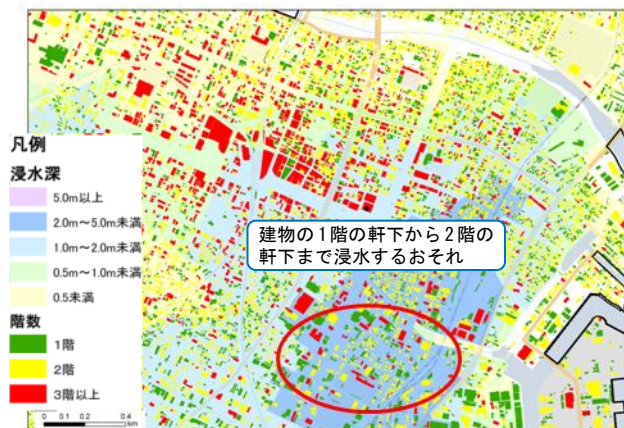 凡例
浸水深
5.0m以上
2.0m～5.0m未満
1.0m～2.0m未満
0.5m～1.0m未満
0.5未満
階数
1階
2階
3階以上
0 0.1 0.2 0.4
km
建物の1階の軒下から2階の
軒下まで浸水するおそれ